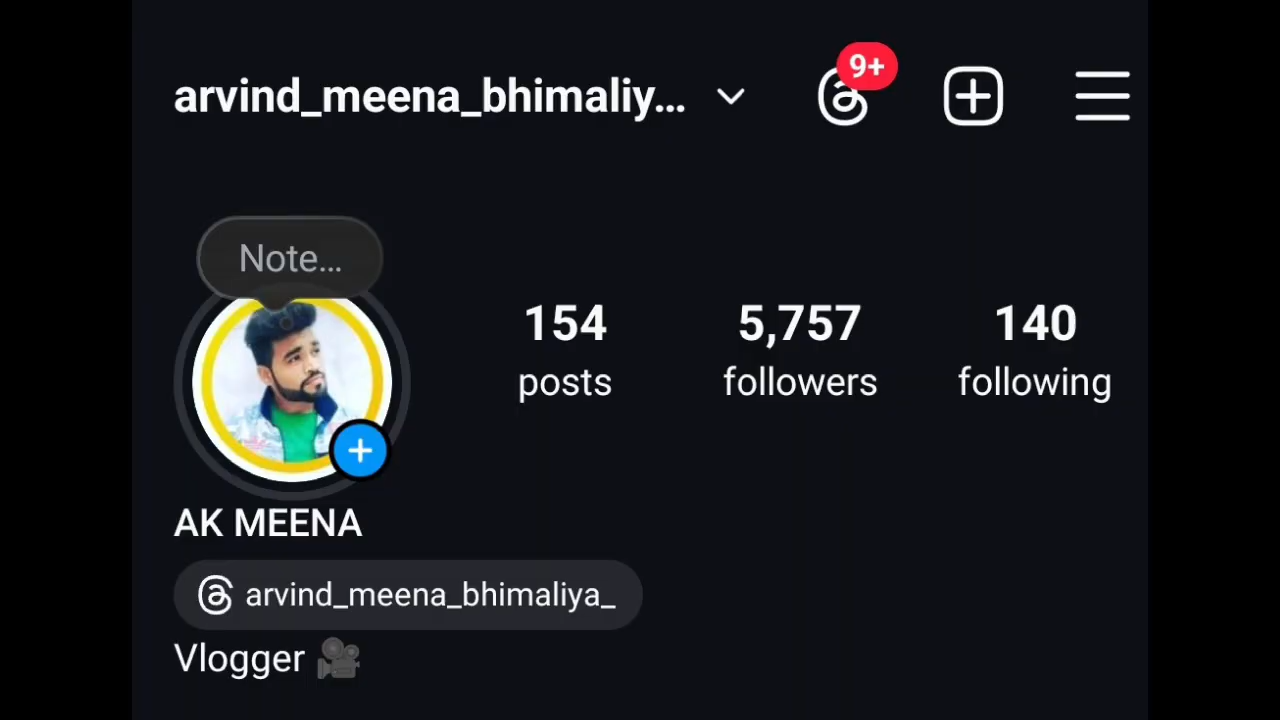 arvind_meena_bhimaliy...
9+
Note...
154 5,757 140
posts followers following
AK MEENA
arvind_meena_bhimaliya_
Vlogger 🎥